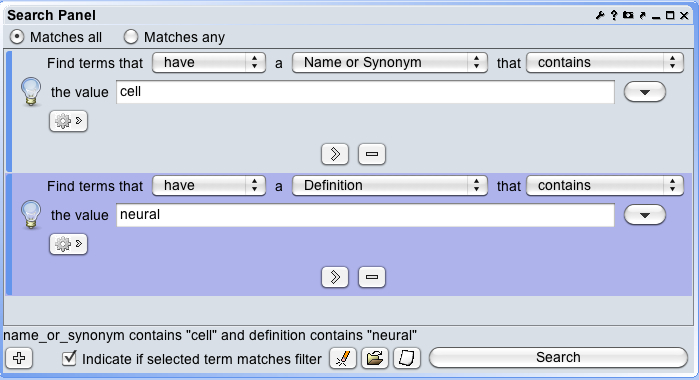 Search Panel
Matches all Matches any
Find terms that have a Name or Synonym that contains
the value cell
Find terms that have a Definition that contains
the value neural
name_or_synonym contains "cell" and definition contains "neural"
Indicate if selected term matches filter Search